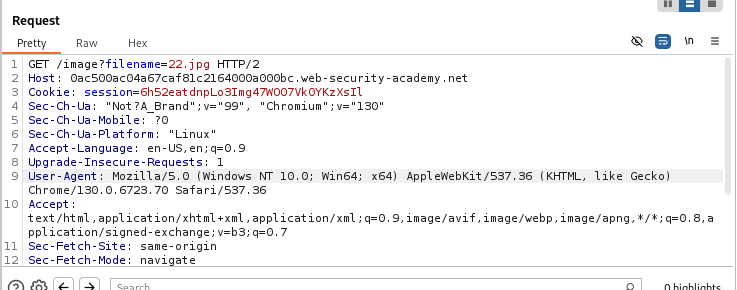 Request
Pretty Raw Hex \n
1 GET /image?filename=22.jpg HTTP/2
2 Host: 0ac500ac04a67caf81c2164000a000bc.web-security-academy.net
3 Cookie: session=6h52eatdnpLo3Img47WO07Vk0YKzXsIl
4 Sec-Ch-Ua: "Not?A_Brand";v="99", "Chromium";v="130"
5 Sec-Ch-Ua-Mobile: ?0
6 Sec-Ch-Ua-Platform: "Linux"
7 Accept-Language: en-US,en;q=0.9
8 Upgrade-Insecure-Requests: 1
9 User-Agent: Mozilla/5.0 (Windows NT 10.0; Win64; x64) AppleWebKit/537.36 (KHTML, like Gecko)
Chrome/130.0.6723.70 Safari/537.36
10 Accept:
text/html,application/xhtml+xml,application/xml;q=0.9,image/avif,image/webp,image/apng,*/*;q=0.8,a
pplication/signed-exchange;v=b3;q=0.7
11 Sec-Fetch-Site: same-origin
12 Sec-Fetch-Mode: navigate
Search 0 highlights